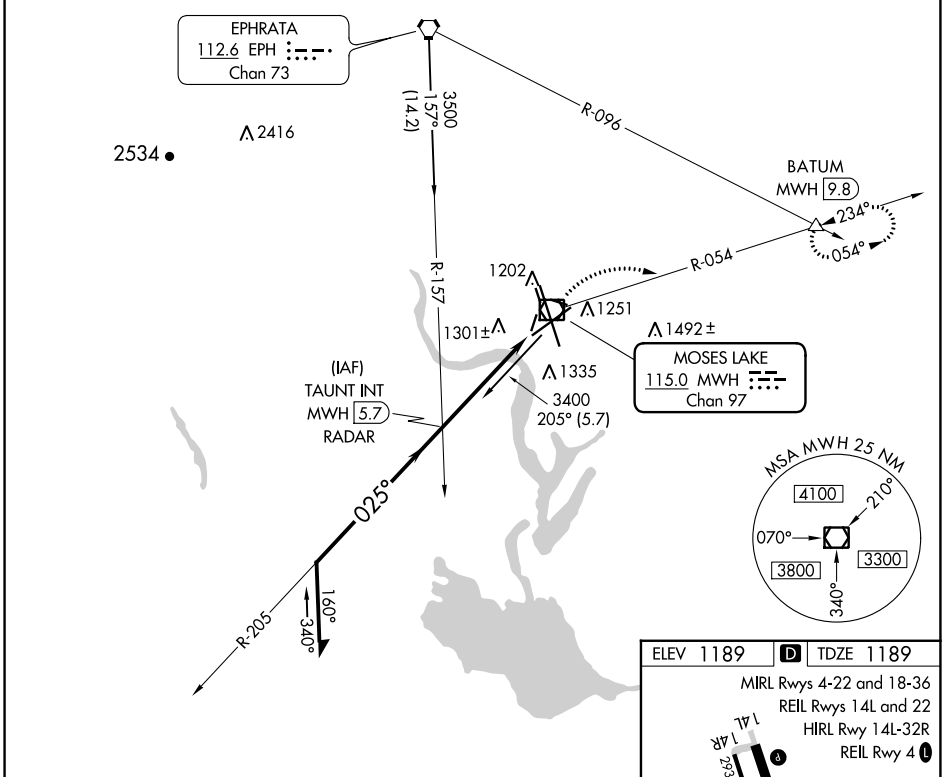 EPHRATA
112.6 EPH
Chan 73
2416
2534
3500
157°
(14.2)
R-096
BATUM
MWH 9.8
234°
054°
R-054
R-157
1202
1251
1301±
1492±
MOSES LAKE
115.0 MWH
Chan 97
1335
3400
205° (5.7)
(IAF)
TAUNT INT
MWH 5.7
RADAR
025°
MSA MWH 25 NM
4100
210°
070°
3800
3300
340°
160°
340°
R-205
ELEV 1189 D TDZE 1189
MIRL Rwys 4-22 and 18-36
REIL Rwys 14L and 22
HIRL Rwy 14L-32R
REIL Rwy 4 L
14L
14R
293
P